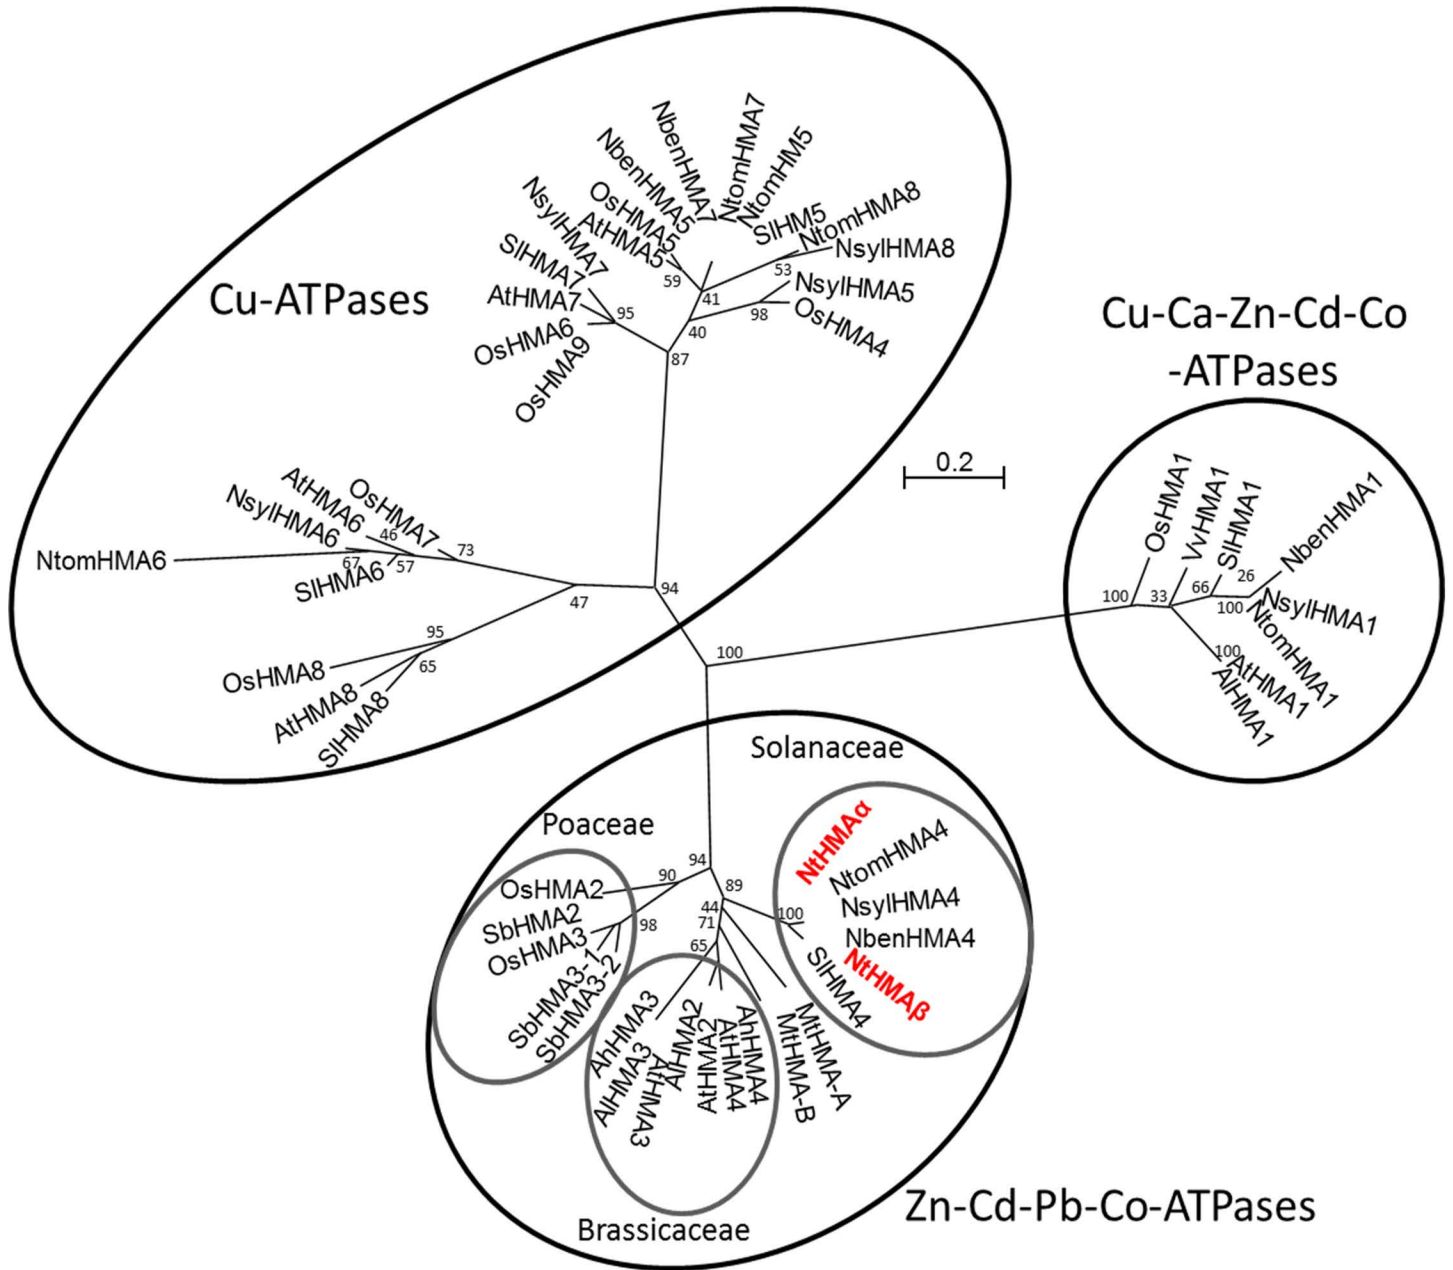 Cu-ATPases
NbenHMA7
NtomHMA7
NtomHM5
NbenHMA5
OsHMA5
AtHMA5
NsylHMA7
SlHMA7
AtHMA7
OsHMA6
OsHMA9
SlHM5
NtomHMA8
NsylHMA8
NsylHMA5
OsHMA4
59
53
41
98
40
95
87
Cu-Ca-Zn-Cd-Co
-ATPases
0.2
OsHMA1
VvHMA1
SlHMA1
NbenHMA1
NsylHMA1
NtomHMA1
AtHMA1
AlHMA1
100
33
66
26
100
100
AtHMA6
OsHMA7
NsylHMA6
NtomHMA6
SlHMA6
46
73
67
57
47
94
95
65
OsHMA8
AtHMA8
SlHMA8
100
Solanaceae
Poaceae
NtHMAα
NtomHMA4
NsylHMA4
NbenHMA4
NtHMAβ
SlHMA4
94
90
89
98
44
71
65
100
OsHMA2
SbHMA2
OsHMA3
SbHMA3-1
SbHMA3-2
AhHMA3
AlHMA3
AtHMA3
AlHMA2
AtHMA2
AtHMA4
AhHMA4
MtHMA-B
MtHMA-A
Brassicaceae
Zn-Cd-Pb-Co-ATPases